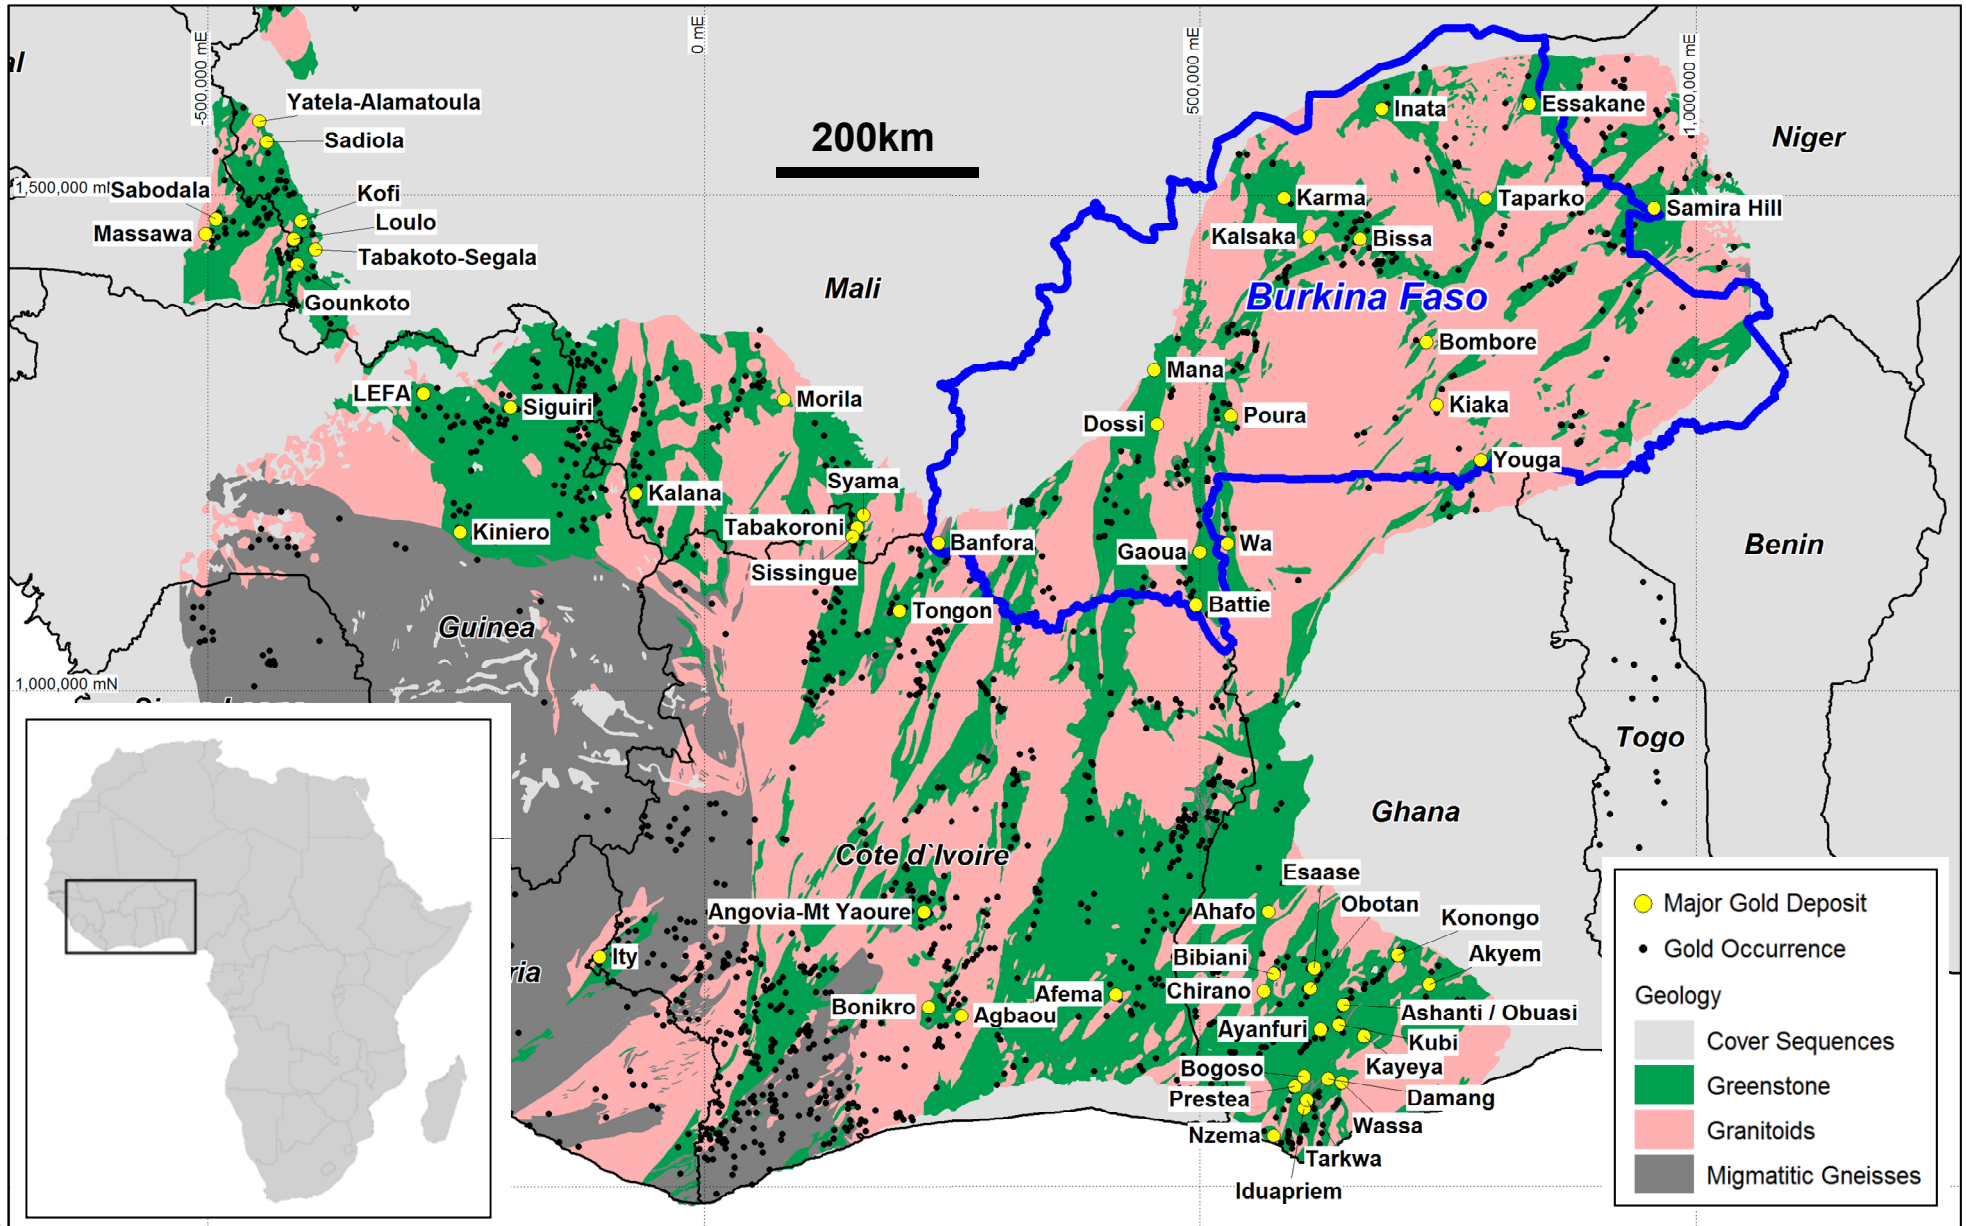 -500,000 mE
0 mE
500,000 mE
1,000,000 mE
al
Yatela-Alamatoula
Sadiola
200km
Inata
Essakane
Niger
1,500,000 mN
Sabodala
Kofi
Massawa
Loulo
Tabakoto-Segala
Gounkoto
Karma
Taparko
Samira Hill
Kalsaka
Bissa
Mali
Burkina Faso
Bombore
Mana
LEFA
Siguiri
Morila
Kiaka
Dossi
Poura
Youga
Syama
Kalana
Tabakoroni
Kiniero
Banfora
Gaoua
Wa
Benin
Sissingue
Tongon
Battie
Guinea
1,000,000 mN
Togo
Ghana
Côte d`Ivoire
Esaase
Angovia-Mt Yaoure
Ahafo
Obotan
Konongo
Ity
Bibiani
Akyem
ria
Chirano
Afema
Bonikro
Agbaou
Ashanti / Obuasi
Ayanfuri
Kubi
Kayeya
Bogoso
Prestea
Damang
Wassa
Nzema
Tarkwa
Iduapriem
Major Gold Deposit
Gold Occurrence
Geology
Cover Sequences
Greenstone
Granitoids
Migmatitic Gneisses